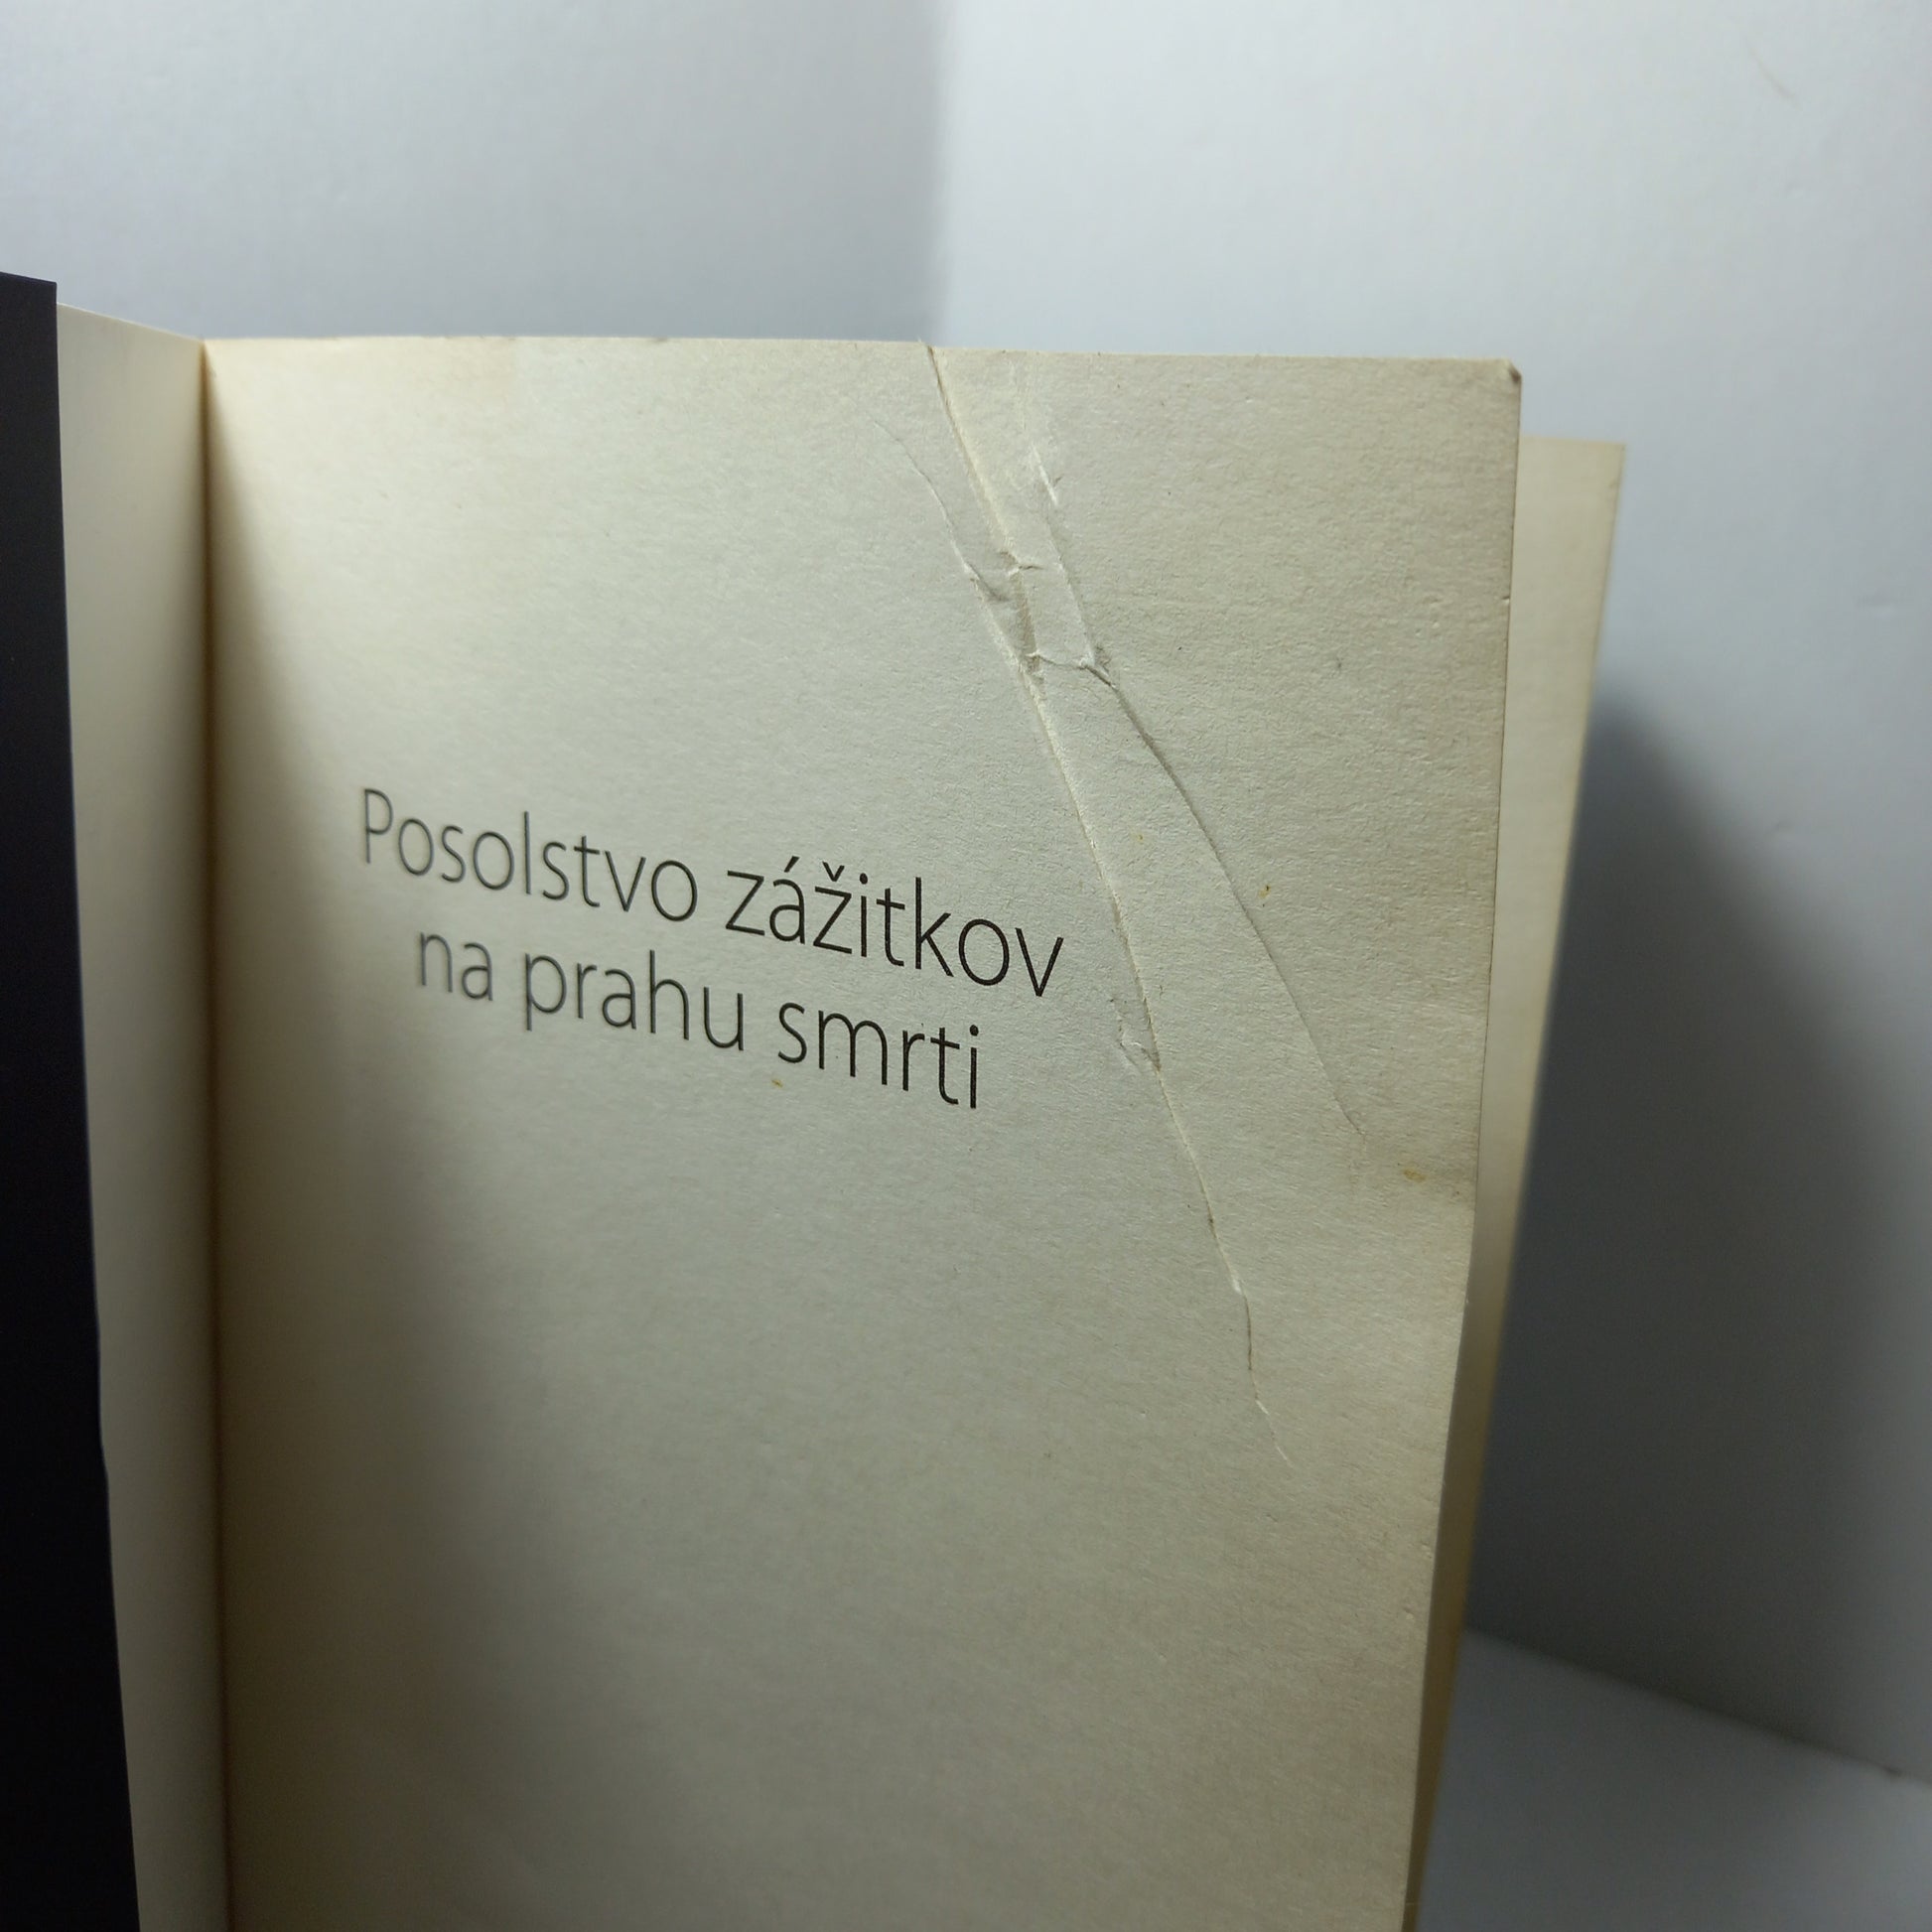 Posolstvo zážitkov
na prahu smrti